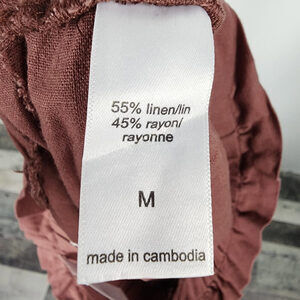 55% linen/lin
45% rayon/
rayonne
M
made in cambodia